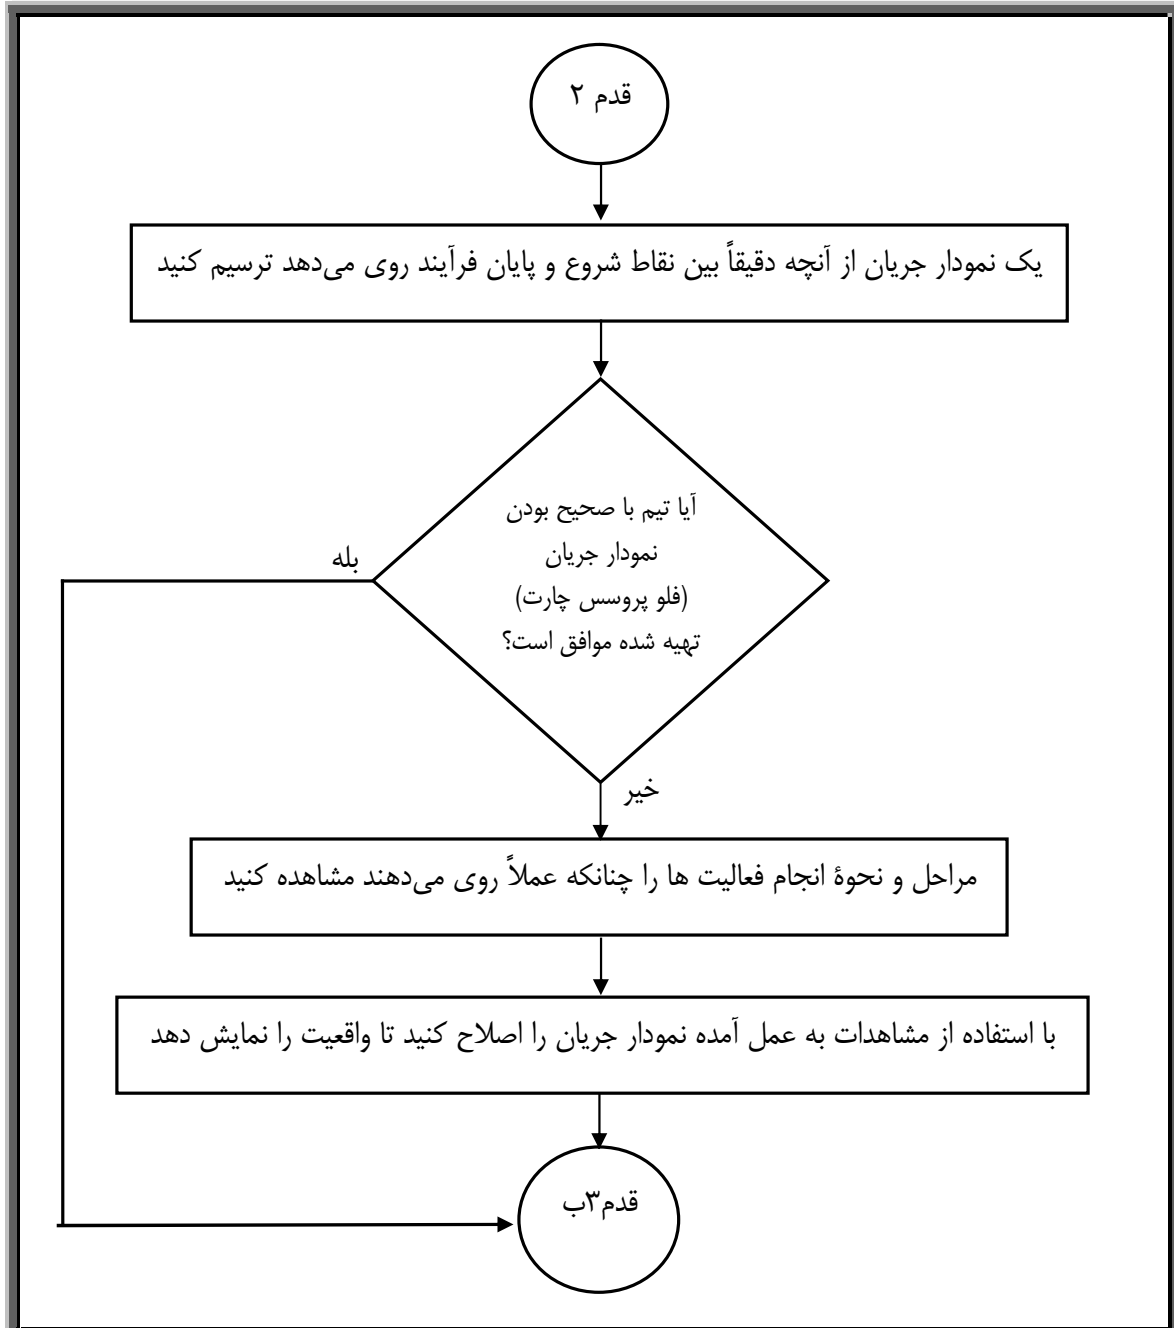 قدم ۲
یک نمودار جریان از آنچه دقیقاً بین نقاط شروع و پایان فرآیند روی می‌دهد ترسیم کنید
آیا تیم با صحیح بودن
نمودار جریان
(فلو پروسس چارت)
تهیه شده موافق است؟
بله
خیر
مراحل و نحوۀ انجام فعالیت ها را چنانکه عملاً روی می‌دهند مشاهده کنید
با استفاده از مشاهدات به عمل آمده نمودار جریان را اصلاح کنید تا واقعیت را نمایش دهد
قدم۳ب